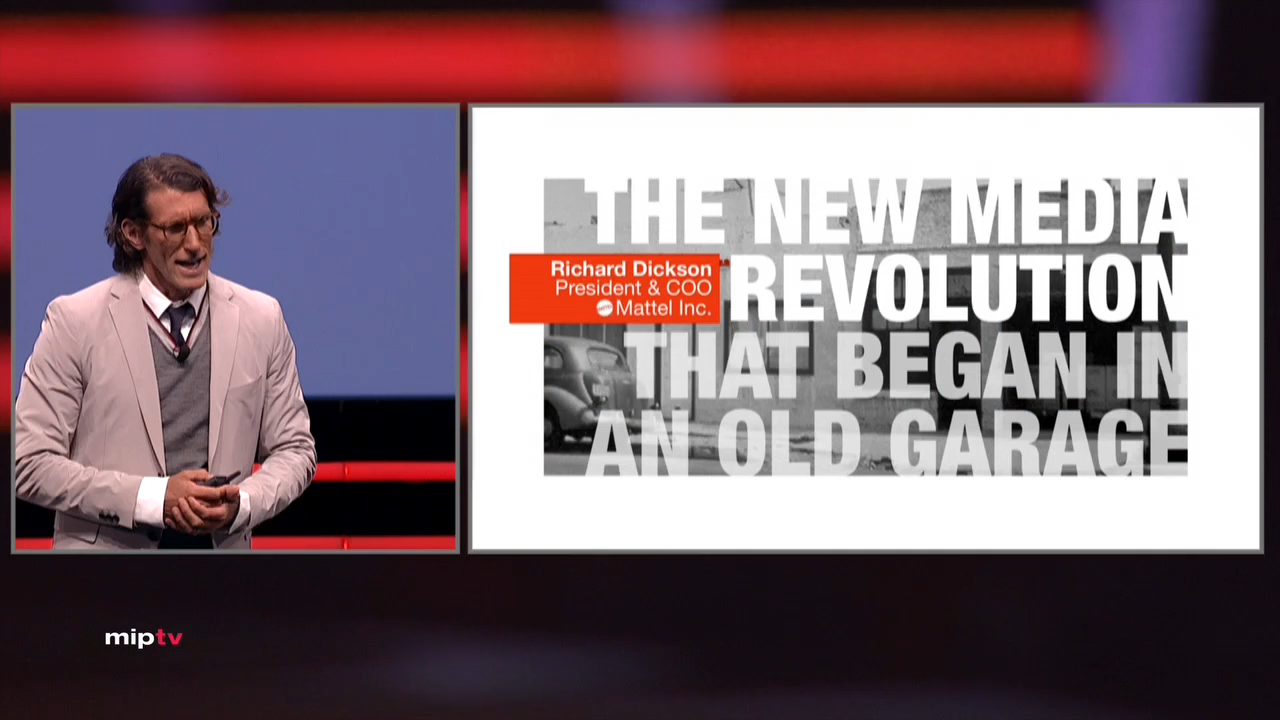 THE NEW MEDIA
REVOLUTION
THAT BEGAN IN
AN OLD GARAGE
Richard Dickson
President & COO
Mattel Inc.
miptv